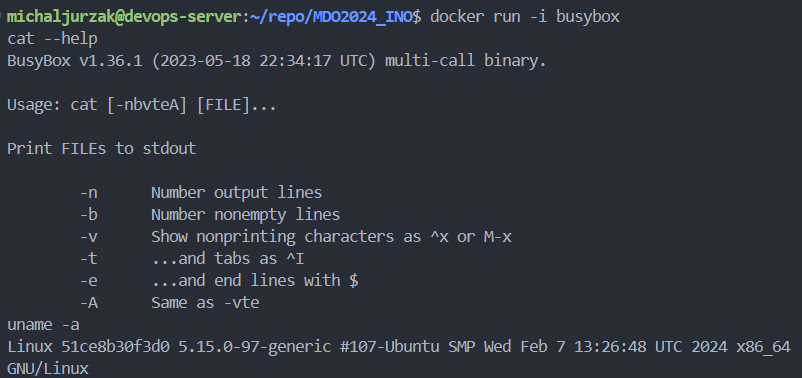 michaljurzak@devops-server:~/repo/MDO2024_INO$ docker run -i busybox
cat --help
BusyBox v1.36.1 (2023-05-18 22:34:17 UTC) multi-call binary.
Usage: cat [-nbvteA] [FILE]...
Print FILEs to stdout
-n Number output lines
-b Number nonempty lines
-v Show nonprinting characters as ^x or M-x
-t ...and tabs as ^I
-e ...and end lines with $
-A Same as -vte
uname -a
Linux 51ce8b30f3d0 5.15.0-97-generic #107-Ubuntu SMP Wed Feb 7 13:26:48 UTC 2024 x86_64
GNU/Linux